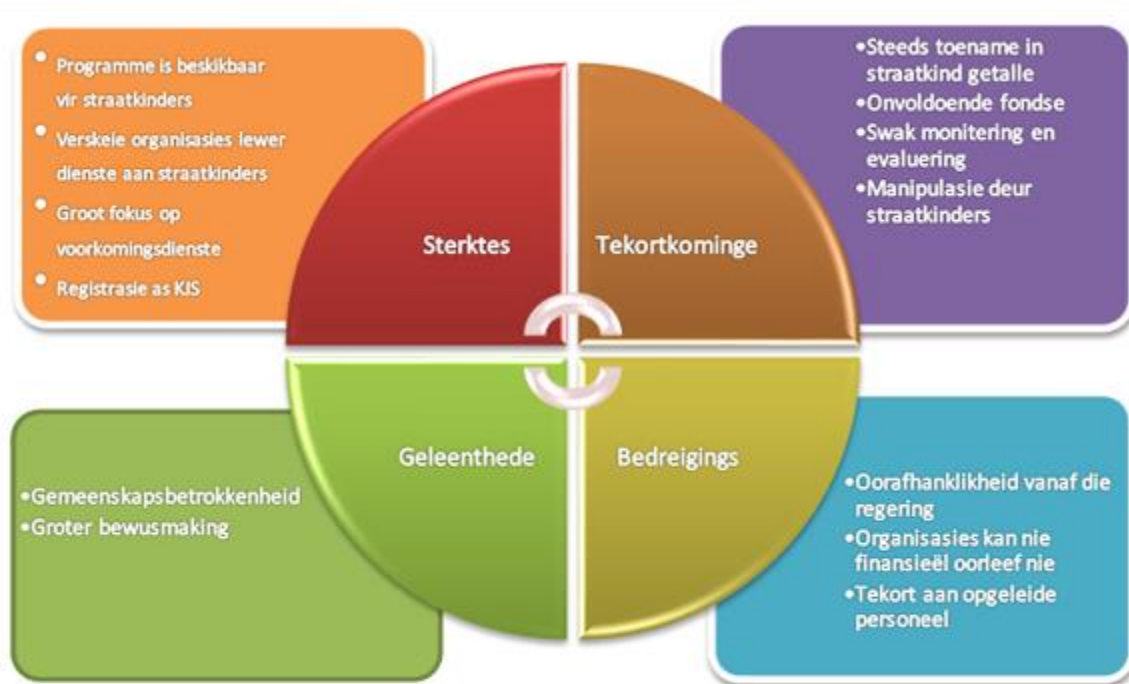 • Programme is beskikbaar
vir straatkinders
• Verskeie organisasies lewer
dienste aan straatkinders
• Groot fokus op
voorkomingsdienste
• Registrasie as KJS
•Steeds toename in
straatkind getalle
•Onvoldoende fondse
•Swak monitering en
evaluering
•Manipulasie deur
straatkinders
Sterktes
Tekortkominge
Geleenthede
Bedreigings
•Gemeenskapsbetrokkenheid
•Groter bewusmaking
•Oorafhanklikheid vanaf die
regering
•Organisasies kan nie
finansieël oorleef nie
•Tekort aan opgeleide
personeel